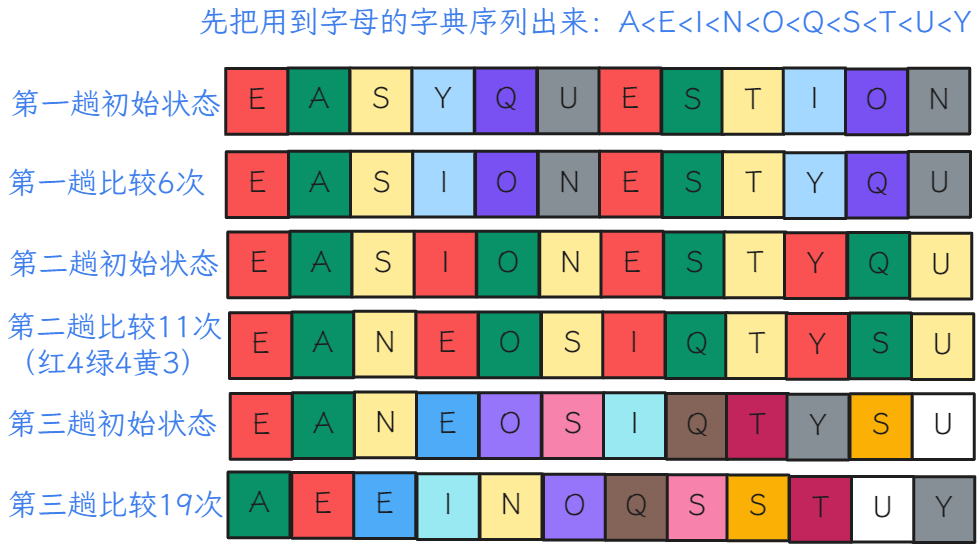 先把用到字母的字典序列出来：A<E<I<N<O<Q<S<T<U<Y
第一趟初始状态 E A S Y Q U E S T I O N
第一趟比较6次 E A S I O N E S T Y Q U
第二趟初始状态 E A S I O N E S T Y Q U
第二趟比较11次
（红4绿4黄3） E A N E O S I Q T Y S U
第三趟初始状态 E A N E O S I Q T Y S U
第三趟比较19次 A E E I N O Q S S T U Y